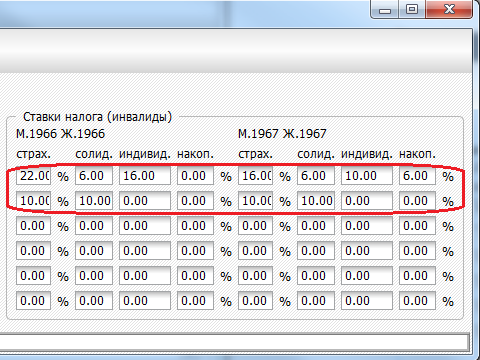 Ставки налога (инвалиды)
М.1966 Ж.1966 М.1967 Ж.1967
страх. солид. индивид. накоп. страх. солид. индивид. накоп.
22.00 % 6.00 16.00 0.00 % 16.00 % 6.00 10.00 6.00 %
10.00 % 10.00 0.00 0.00 % 10.00 % 10.00 0.00 0.00 %
0.00 % 0.00 0.00 0.00 % 0.00 % 0.00 0.00 0.00 %
0.00 % 0.00 0.00 0.00 % 0.00 % 0.00 0.00 0.00 %
0.00 % 0.00 0.00 0.00 % 0.00 % 0.00 0.00 0.00 %
0.00 % 0.00 0.00 0.00 % 0.00 % 0.00 0.00 0.00 %